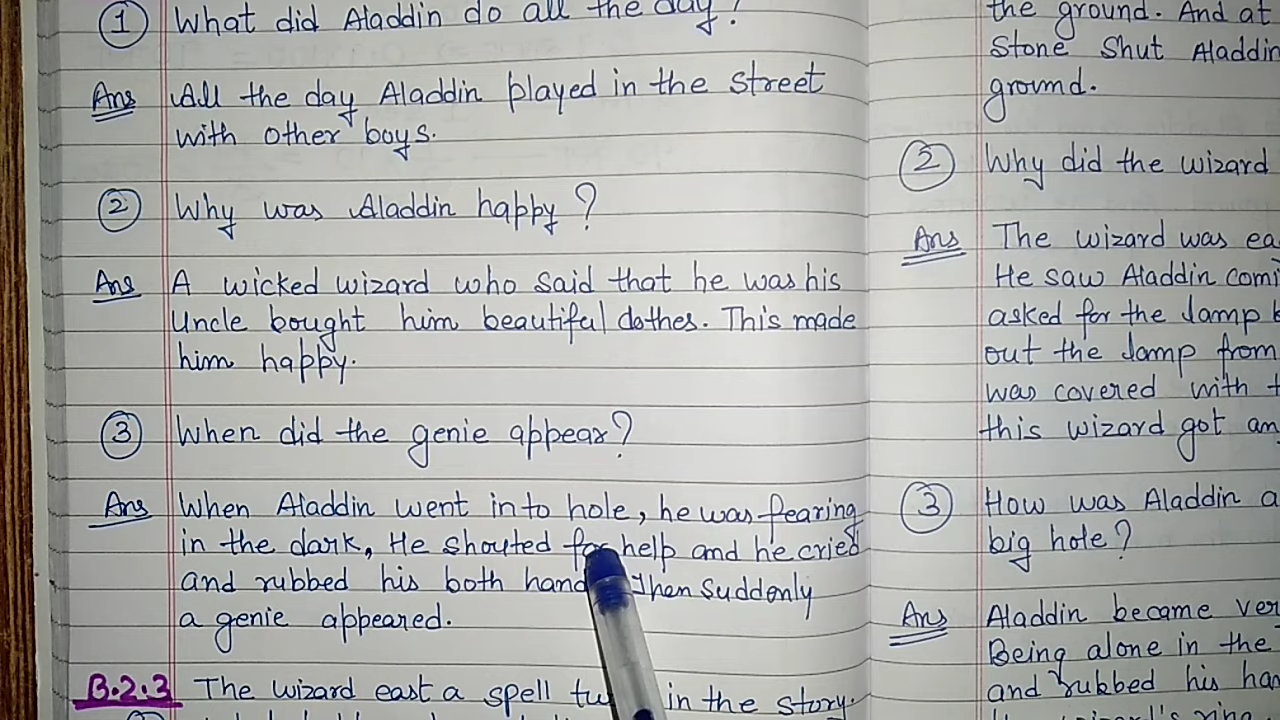 ① What did Aladdin do all the day?
Ans All the day Aladdin played in the street
with other boys.
② Why was Aladdin happy?
Ans A wicked wizard who said that he was his
Uncle bought him beautiful clothes. This made
him happy.
③ When did the genie appear?
Ans When Aladdin went in to hole, he was fearing
in the dark, He shouted for help and he cried
and rubbed his both hand Then suddenly
a genie appeared.
B.2.3 The wizard cast a spell in the story.
the ground. And at
Stone Shut Aladdin
ground.
② Why did the wizard
Ans The wizard was
He saw Aladdin
asked for the lamp
out the lamp from
was covered with
this wizard got
③ How was Aladdin
big hole?
Ans Aladdin became
Being alone in the
and rubbed his